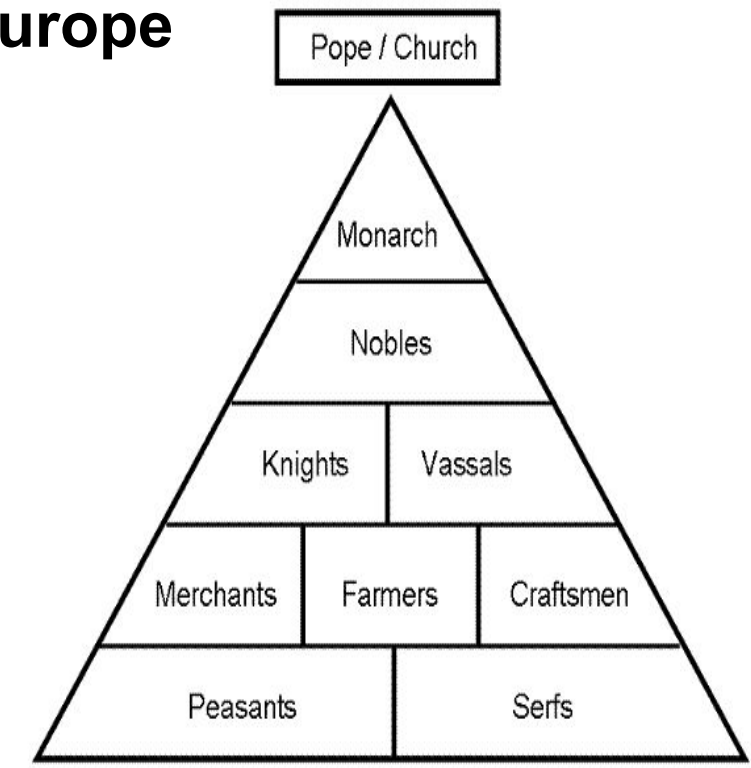 urope
Pope / Church
Monarch
Nobles
Knights Vassals
Merchants Farmers Craftsmen
Peasants Serfs